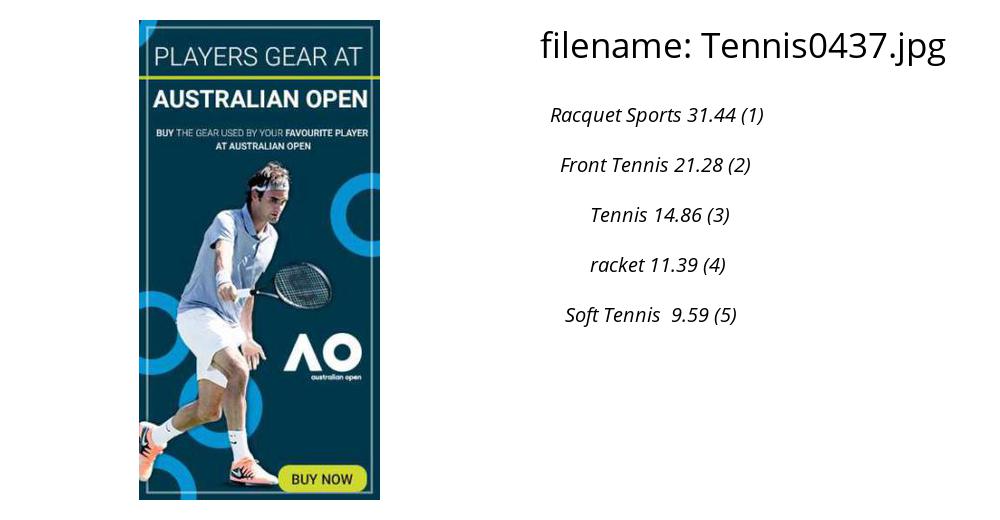 PLAYERS GEAR AT
AUSTRALIAN OPEN
BUY THE GEAR USED BY YOUR FAVOURITE PLAYER
AT AUSTRALIAN OPEN
AO
australian open
BUY NOW
filename: Tennis0437.jpg
Racquet Sports 31.44 (1)
Front Tennis 21.28 (2)
Tennis 14.86 (3)
racket 11.39 (4)
Soft Tennis  9.59 (5)